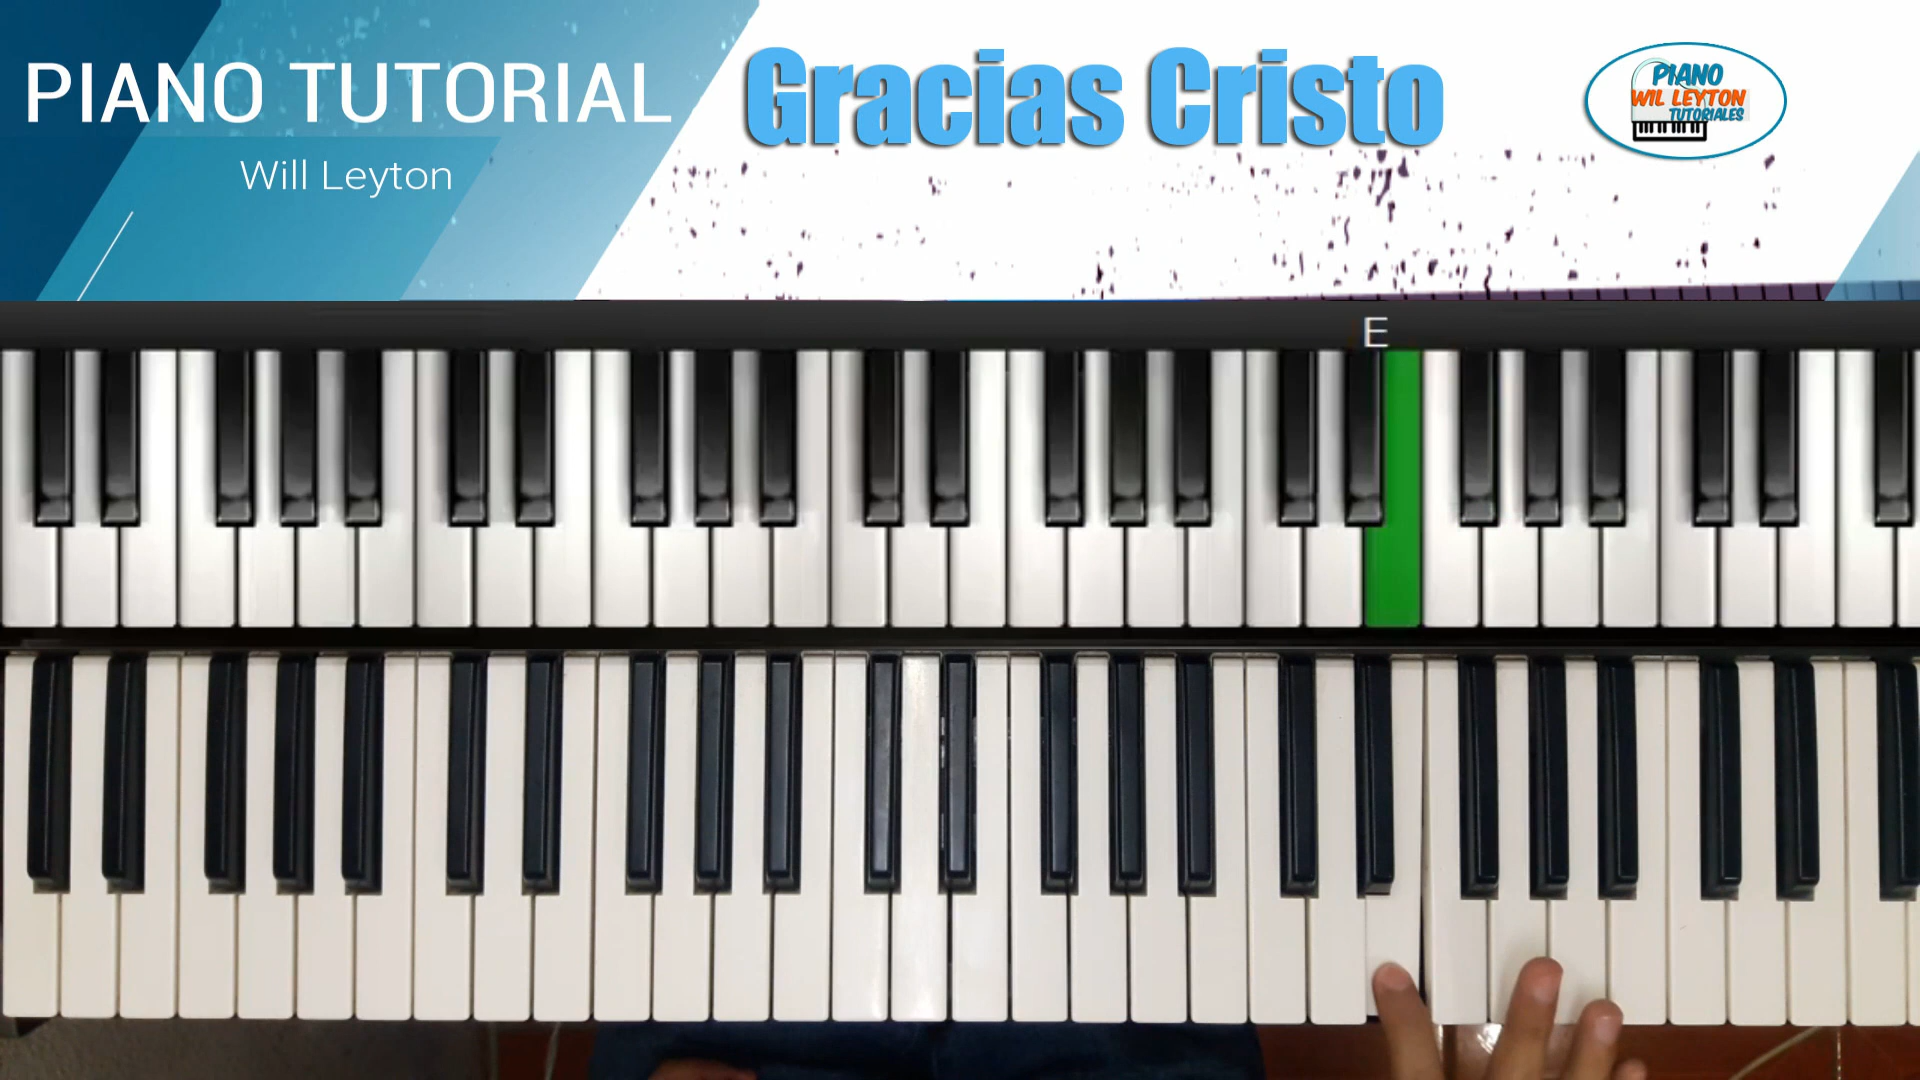 PIANO TUTORIAL
Will Leyton
Gracias Cristo
PIANO
WIL LEYTON
TUTORIALES
E